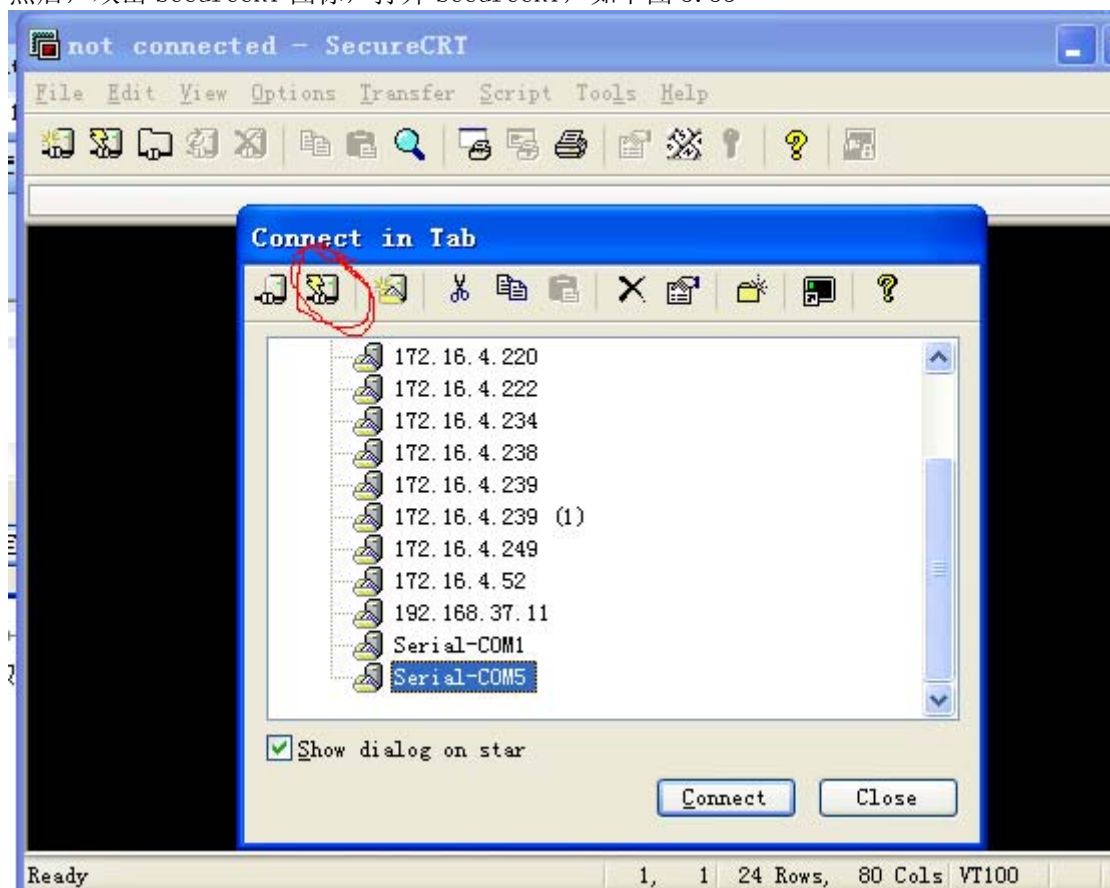 not connected - SecureCRT
File Edit View Options Transfer Script Tools Help
Connect in Tab
172.16.4.220
172.16.4.222
172.16.4.234
172.16.4.238
172.16.4.239
172.16.4.239 (1)
172.16.4.249
172.16.4.52
192.168.37.11
Serial-COM1
Serial-COM5
Show dialog on star
Connect Close
Ready 1, 1 24 Rows, 80 Cols VT100